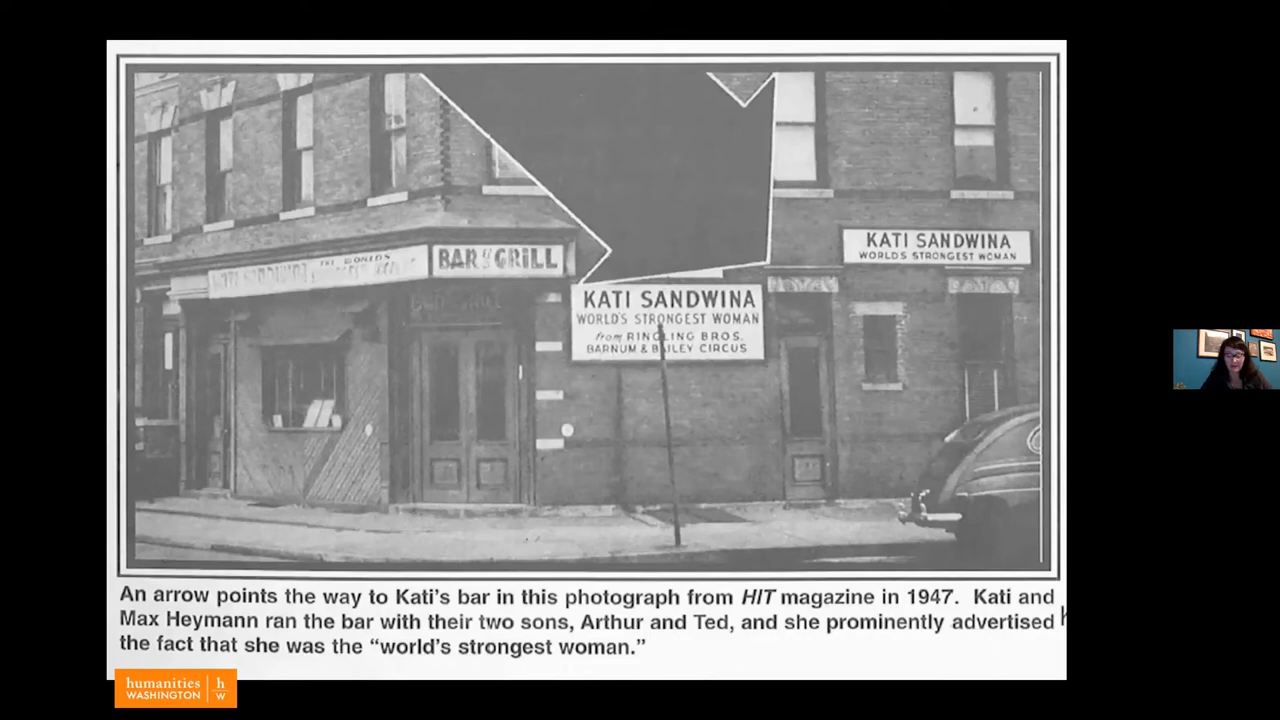 THE WORLD'S
BAR & GRILL
KATI SANDWINA
WORLD'S STRONGEST WOMAN
KATI SANDWINA
WORLD'S STRONGEST WOMAN
from RINGLING BROS.
BARNUM & BAILEY CIRCUS
An arrow points the way to Kati's bar in this photograph from HIT magazine in 1947. Kati and
Max Heymann ran the bar with their two sons, Arthur and Ted, and she prominently advertised
the fact that she was the “world's strongest woman.”
humanities
WASHINGTON
h
W